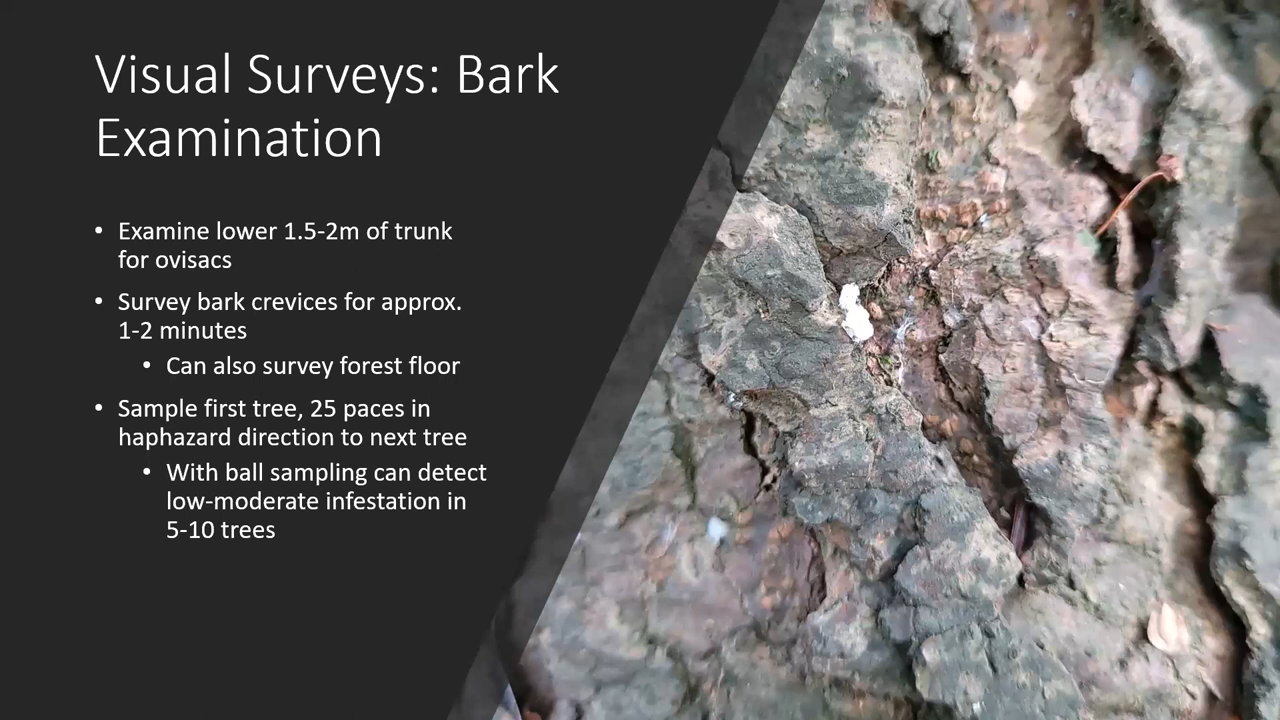 Visual Surveys: Bark
Examination
• Examine lower 1.5-2m of trunk
for ovisacs
• Survey bark crevices for approx.
1-2 minutes
• Can also survey forest floor
• Sample first tree, 25 paces in
haphazard direction to next tree
• With ball sampling can detect
low-moderate infestation in
5-10 trees